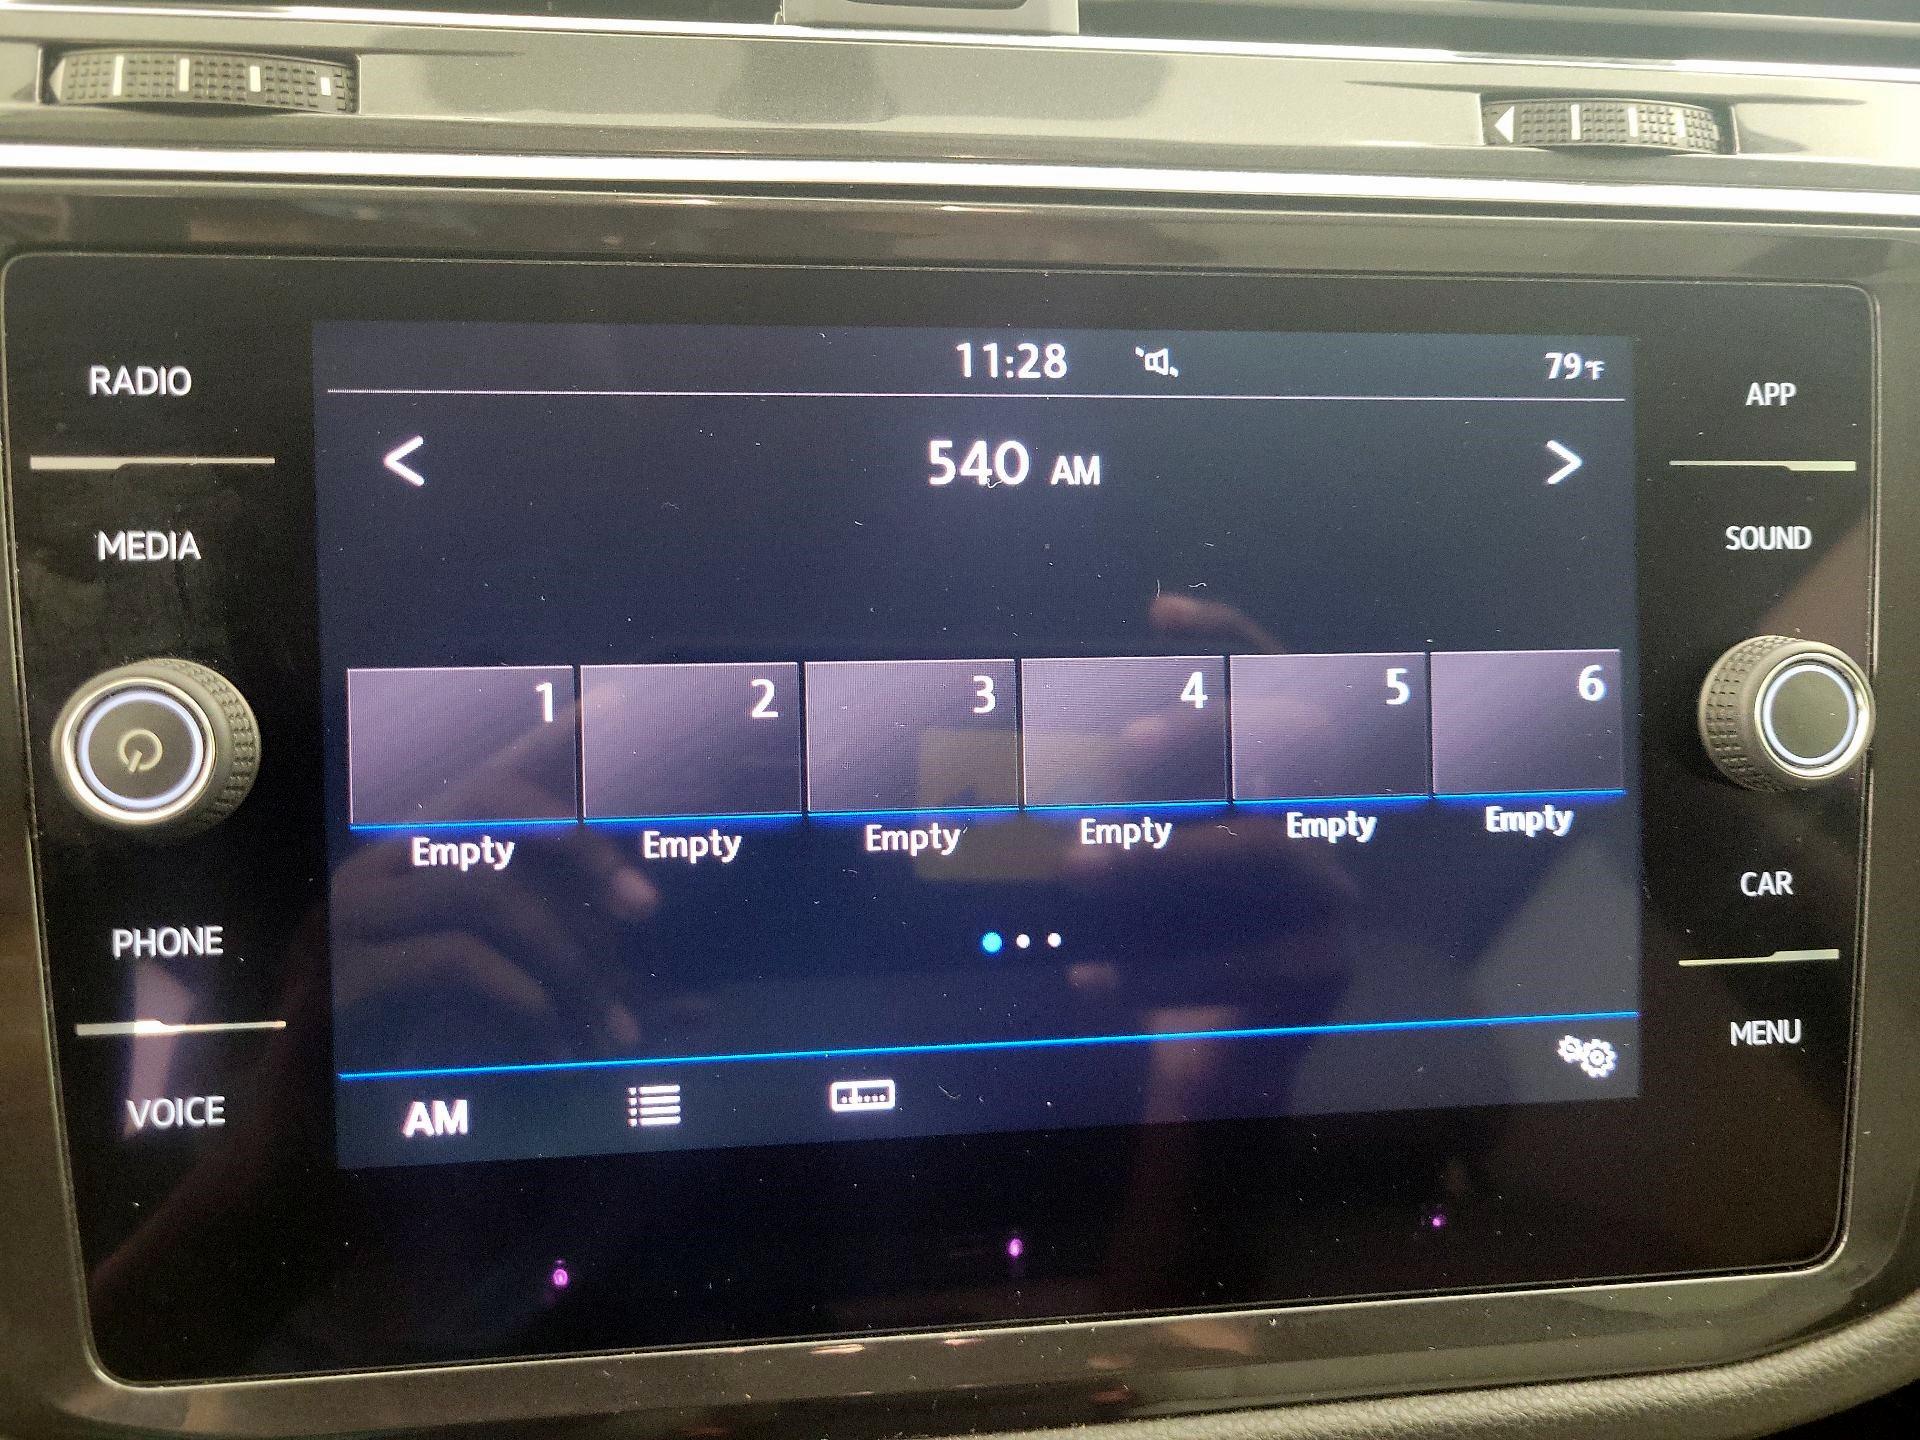 11:28 79°F
RADIO
APP
< 540 AM >
MEDIA
SOUND
1 2 3 4 5 6
Empty Empty Empty Empty Empty Empty
PHONE
CAR
VOICE
MENU
AM